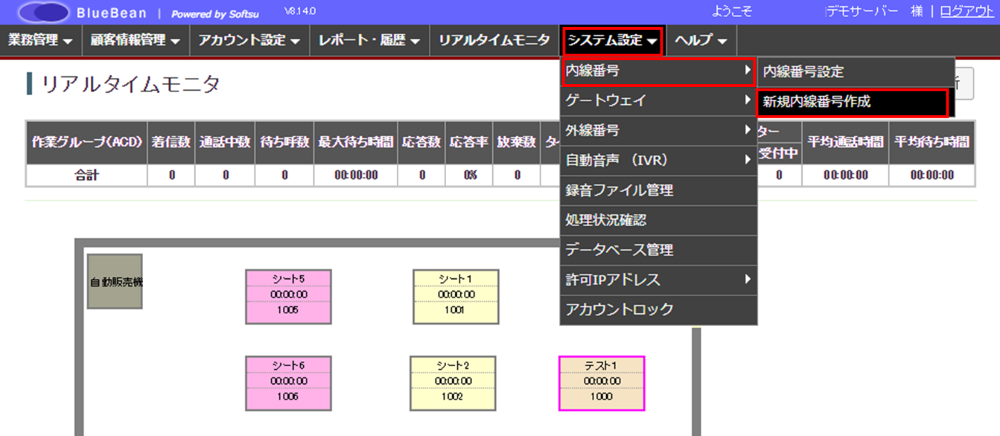 BlueBean | Powered by Softsu V8.14.0 ようこそ デモサーバー 様 | ログアウト
業務管理 顧客情報管理 アカウント設定 レポート・履歴 リアルタイムモニタ システム設定 ヘルプ
内線番号 内線番号設定
リアルタイムモニタ
ゲートウェイ 新規内線番号作成
外線番号
作業グループ(ACD) 着信数 通話中数 待ち呼数 最大待ち時間 応答数 応答率 放棄数 平均通話時間 平均待ち時間
受付中
自動音声 (IVR)
合計 0 0 0 00:00:00 0 0% 0 0 00:00:00 00:00:00
録音ファイル管理
処理状況確認
データベース管理
許可IPアドレス
アカウントロック
自動販売機
シート5 シート1
00:00:00 00:00:00
1005 1001
シート6 シート2 テスト1
00:00:00 00:00:00 00:00:00
1006 1002 1000